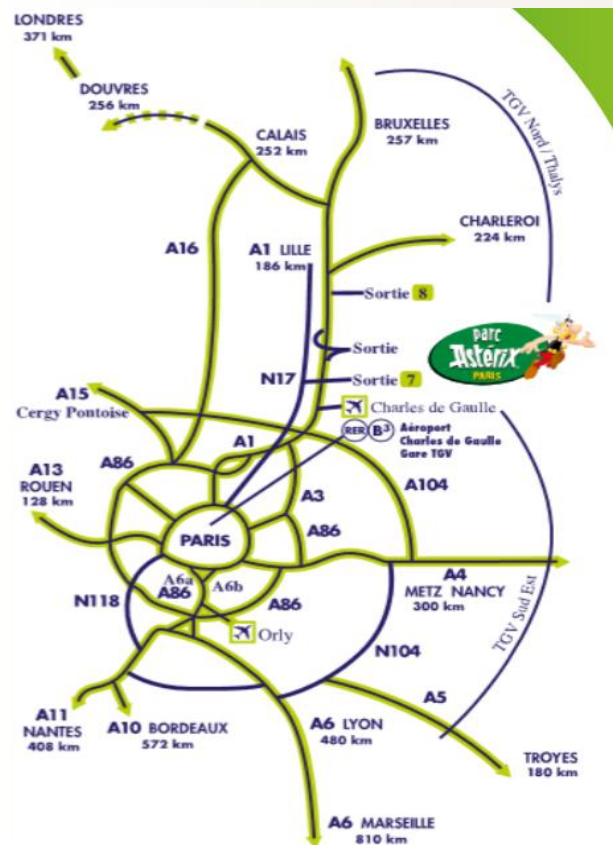 LONDRES
371 km
DOUVRES
256 km
CALAIS
252 km
BRUXELLES
257 km
TGV Nord / Thalys
CHARLEROI
224 km
A16
A1 LILLE
186 km
Sortie 8
Sortie
parc
Astérix
PARIS
N17
Sortie 7
A15
Cergy Pontoise
Charles de Gaulle
RER B3 Aéroport
Charles de Gaulle
Gare TGV
A1
A86
A13
ROUEN
128 km
A3
A104
A86
PARIS
A6a
A86
A6b
A4
METZ NANCY
300 km
N118
A86
Orly
TGV Sud Est
N104
A5
A11
NANTES
408 km
A10 BORDEAUX
572 km
A6 LYON
480 km
TROYES
180 km
A6 MARSEILLE
810 km